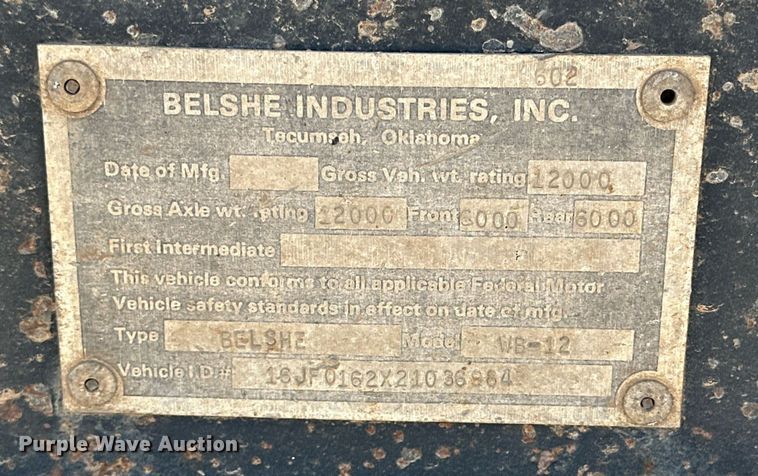 602
BELSHE INDUSTRIES, INC.
Tecumseh, Oklahoma
Date of Mfg. Gross Veh. wt. rating 12000
Gross Axle wt. rating 12000 Front 6000 Rear 6000
First Intermediate
This vehicle conforms to all applicable Federal Motor
Vehicle safety standards in effect on date of mfg.
Type BELSHE Model WB-12
Vehicle I.D.#
Purple Wave Auction